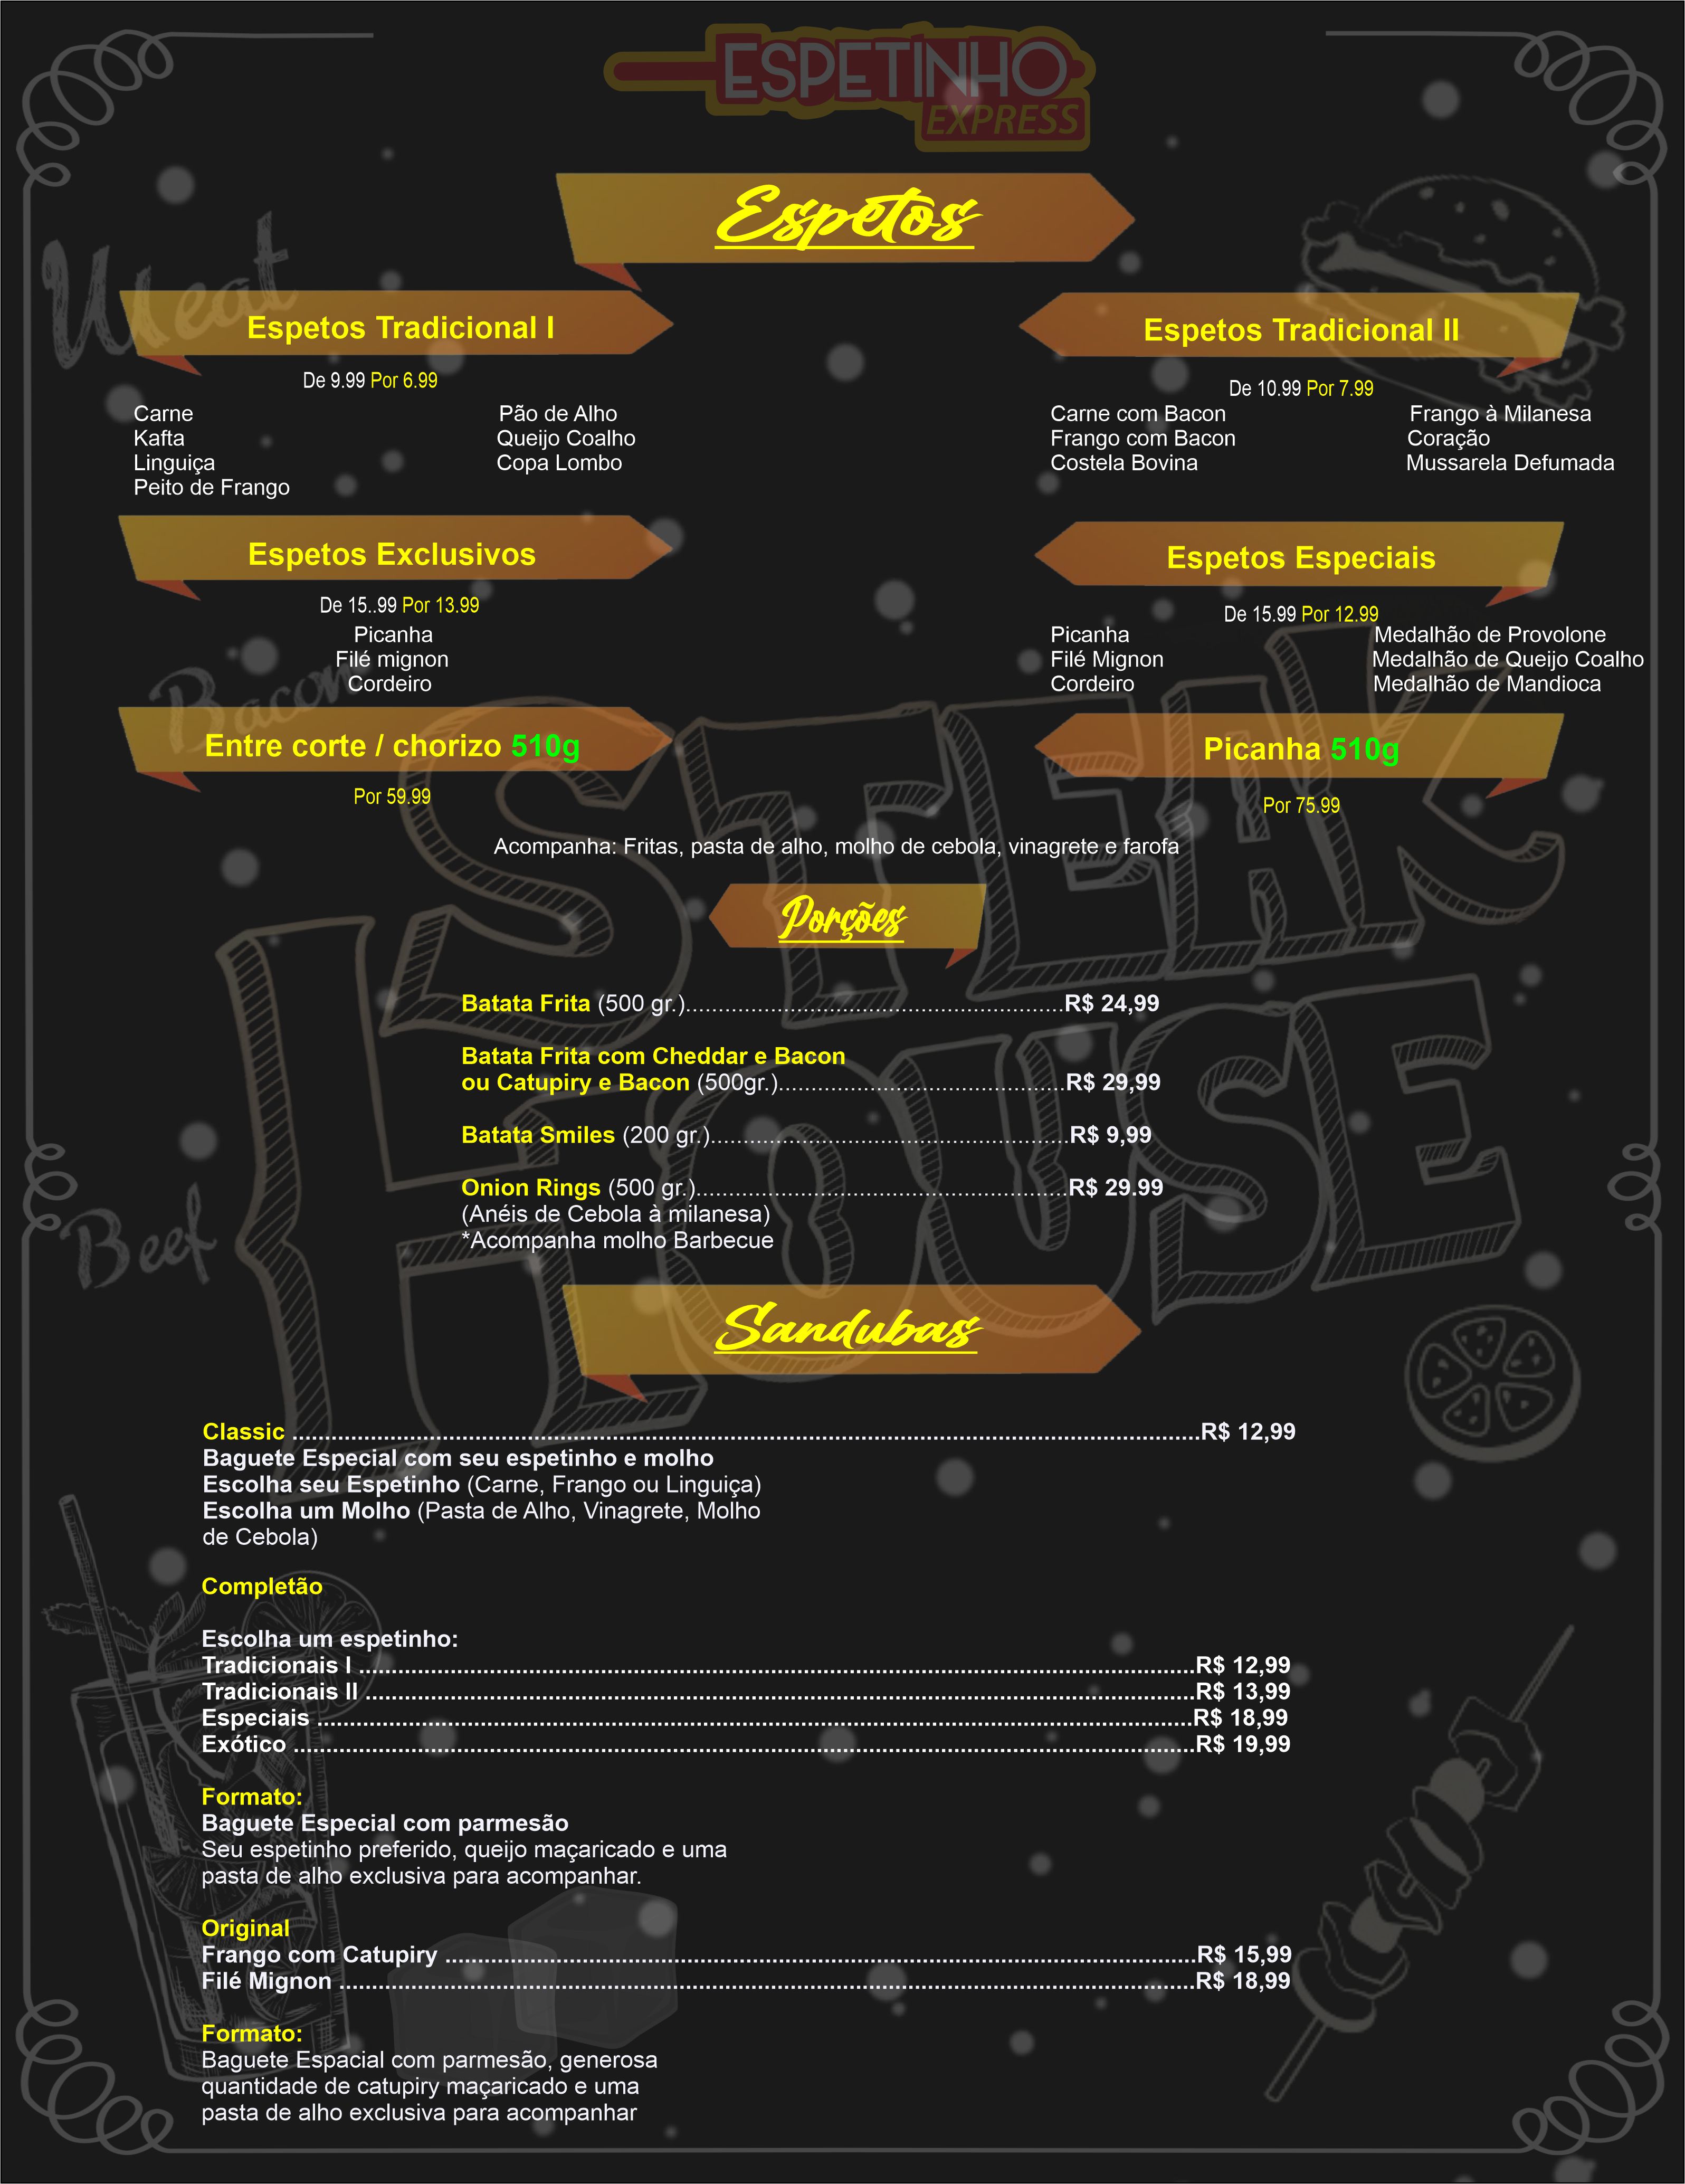 ESPETINHO
EXPRESS
Espetos
Meat
Espetos Tradicional I
De 9.99 Por 6.99
Carne
Kafta
Linguiça
Peito de Frango
Pão de Alho
Queijo Coalho
Copa Lombo
Espetos Tradicional II
De 10.99 Por 7.99
Carne com Bacon
Frango com Bacon
Costela Bovina
Frango à Milanesa
Coração
Mussarela Defumada
Espetos Exclusivos
De 15..99 Por 13.99
Picanha
Filé mignon
Cordeiro
Espetos Especiais
De 15.99 Por 12.99
Picanha
Filé Mignon
Cordeiro
Medalhão de Provolone
Medalhão de Queijo Coalho
Medalhão de Mandioca
Bacon
Entre corte / chorizo 510g
Por 59.99
Picanha 510g
Por 75.99
STEAK
HOUSE
Beef
Acompanha: Fritas, pasta de alho, molho de cebola, vinagrete e farofa
Porções
Batata Frita (500 gr.)..........................................................R$ 24,99
Batata Frita com Cheddar e Bacon
ou Catupiry e Bacon (500gr.)............................................R$ 29,99
Batata Smiles (200 gr.).......................................................R$ 9,99
Onion Rings (500 gr.).........................................................R$ 29.99
(Anéis de Cebola à milanesa)
*Acompanha molho Barbecue
Sandubas
Classic ..........................................................................................R$ 12,99
Baguete Especial com seu espetinho e molho
Escolha seu Espetinho (Carne, Frango ou Linguiça)
Escolha um Molho (Pasta de Alho, Vinagrete, Molho
de Cebola)
Completão
Escolha um espetinho:
Tradicionais I ..........................................................................................R$ 12,99
Tradicionais II ..........................................................................................R$ 13,99
Especiais ..........................................................................................R$ 18,99
Exótico ..........................................................................................R$ 19,99
Formato:
Baguete Especial com parmesão
Seu espetinho preferido, queijo maçaricado e uma
pasta de alho exclusiva para acompanhar.
Original
Frango com Catupiry ..........................................................................................R$ 15,99
Filé Mignon ..........................................................................................R$ 18,99
Formato:
Baguete Espacial com parmesão, generosa
quantidade de catupiry maçaricado e uma
pasta de alho exclusiva para acompanhar